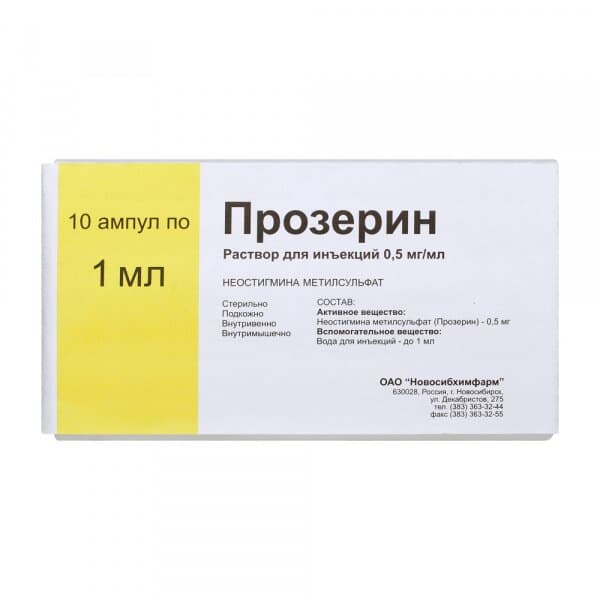 10 ампул по
1 мл
Прозерин
Раствор для инъекций 0,5 мг/мл
НЕОСТИГМИНА МЕТИЛСУЛЬФАТ
Стерильно
Подкожно
Внутривенно
Внутримышечно
СОСТАВ:
Активное вещество:
Неостигмина метилсульфат (Прозерин) - 0,5 мг
Вспомогательное вещество:
Вода для инъекций - до 1 мл
ОАО "Новосибхимфарм"
630028, Россия, г. Новосибирск,
ул. Декабристов, 275
тел. (383) 363-32-44
факс (383) 363-32-55